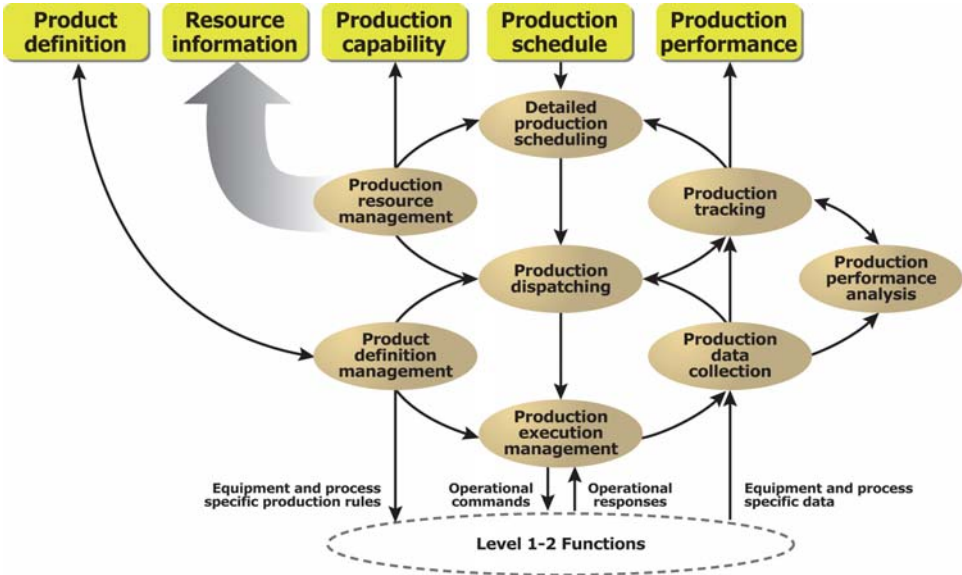 Product
definition
Resource
information
Production
capability
Production
schedule
Production
performance
Detailed
production
scheduling
Production
resource
management
Production
tracking
Production
dispatching
Production
performance
analysis
Product
definition
management
Production
data
collection
Production
execution
management
Equipment and process
specific production rules
Operational
commands
Operational
responses
Equipment and process
specific data
Level 1-2 Functions